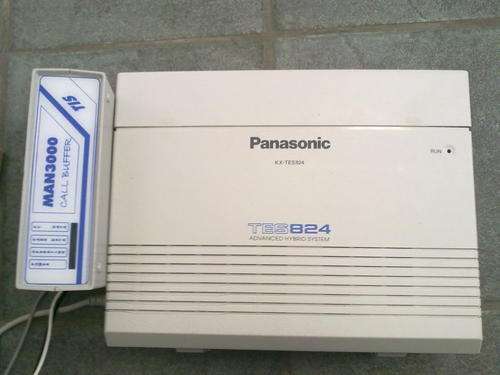 TIS
MAN3000
CALL BUFFER
Panasonic
KX-TES824
RUN
TES824
ADVANCED HYBRID SYSTEM